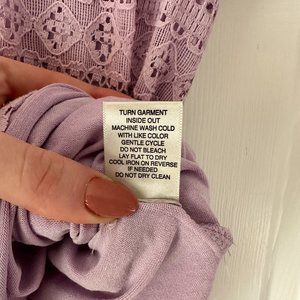 TURN GARMENT
INSIDE OUT
MACHINE WASH COLD
WITH LIKE COLOR
GENTLE CYCLE
DO NOT BLEACH
LAY FLAT TO DRY
COOL IRON ON REVERSE
IF NEEDED
DO NOT DRY CLEAN